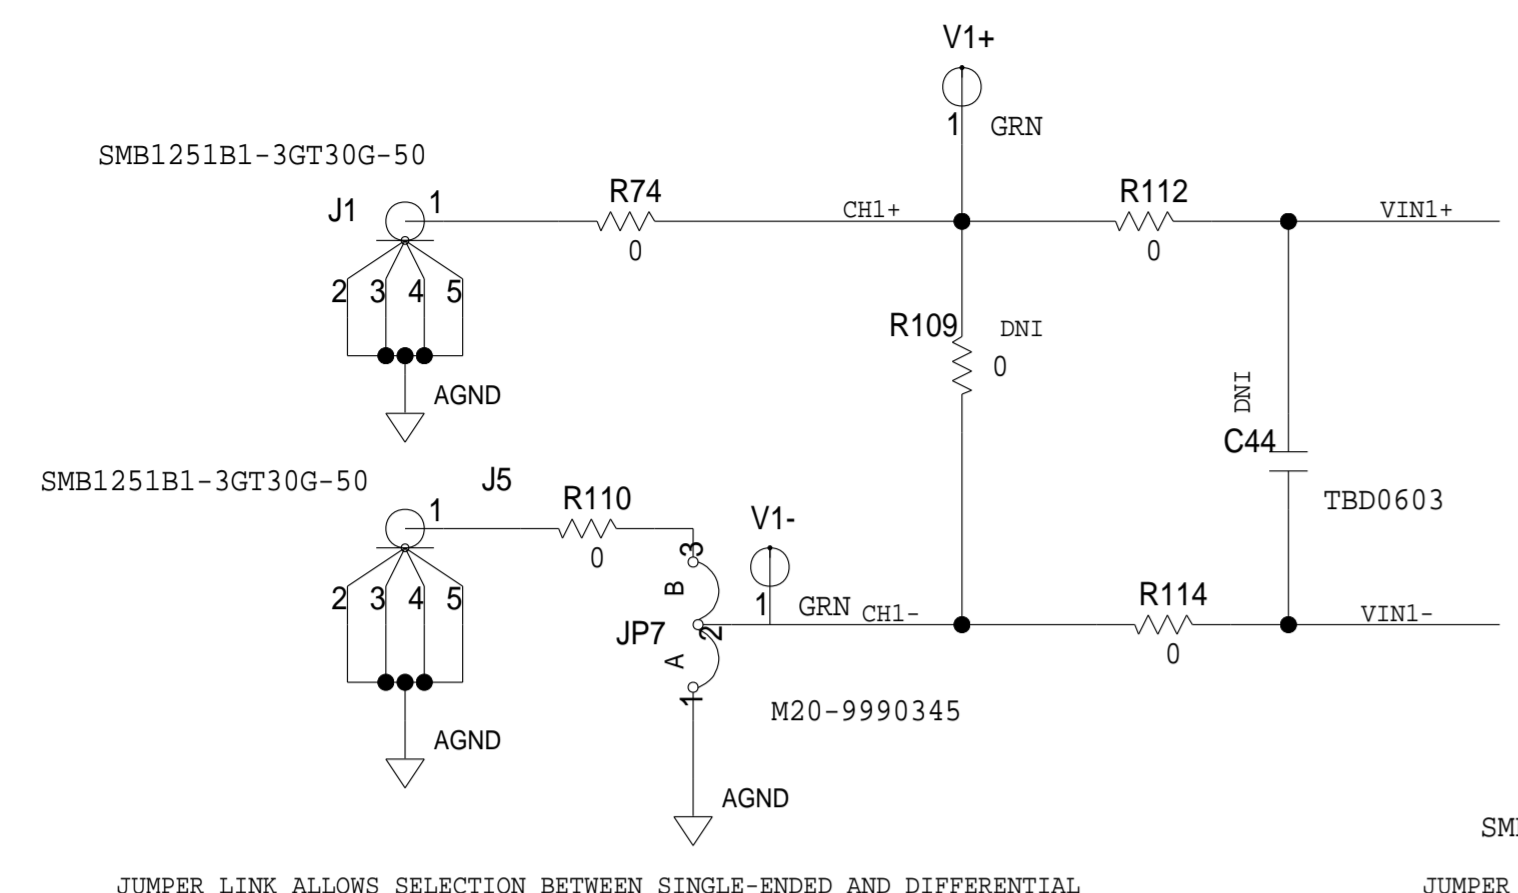 V1+
1
GRN
SMB1251B1-3GT30G-50
J1
1
R74
0
CH1+
R112
0
VIN1+
2 3 4 5
AGND
R109
DNI
0
DNI
C44
TBD0603
SMB1251B1-3GT30G-50
J5
1
R110
0
2 3 4 5
AGND
3
B
JP7
2
A
1
V1-
1
GRN
CH1-
R114
0
VIN1-
M20-9990345
AGND
JUMPER LINK ALLOWS SELECTION BETWEEN SINGLE-ENDED AND DIFFERENTIAL
JUMPER